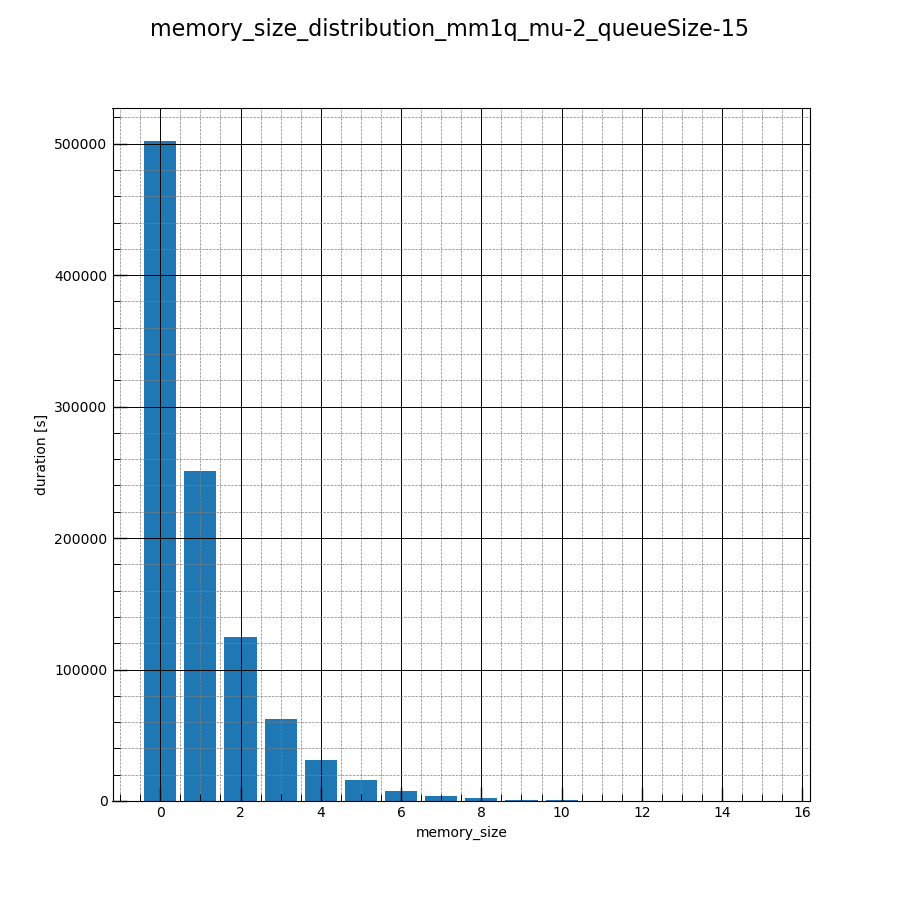 memory_size_distribution_mm1q_mu-2_queueSize-15
500000
400000
300000
200000
100000
0
duration [s]
0 2 4 6 8 10 12 14 16
memory_size